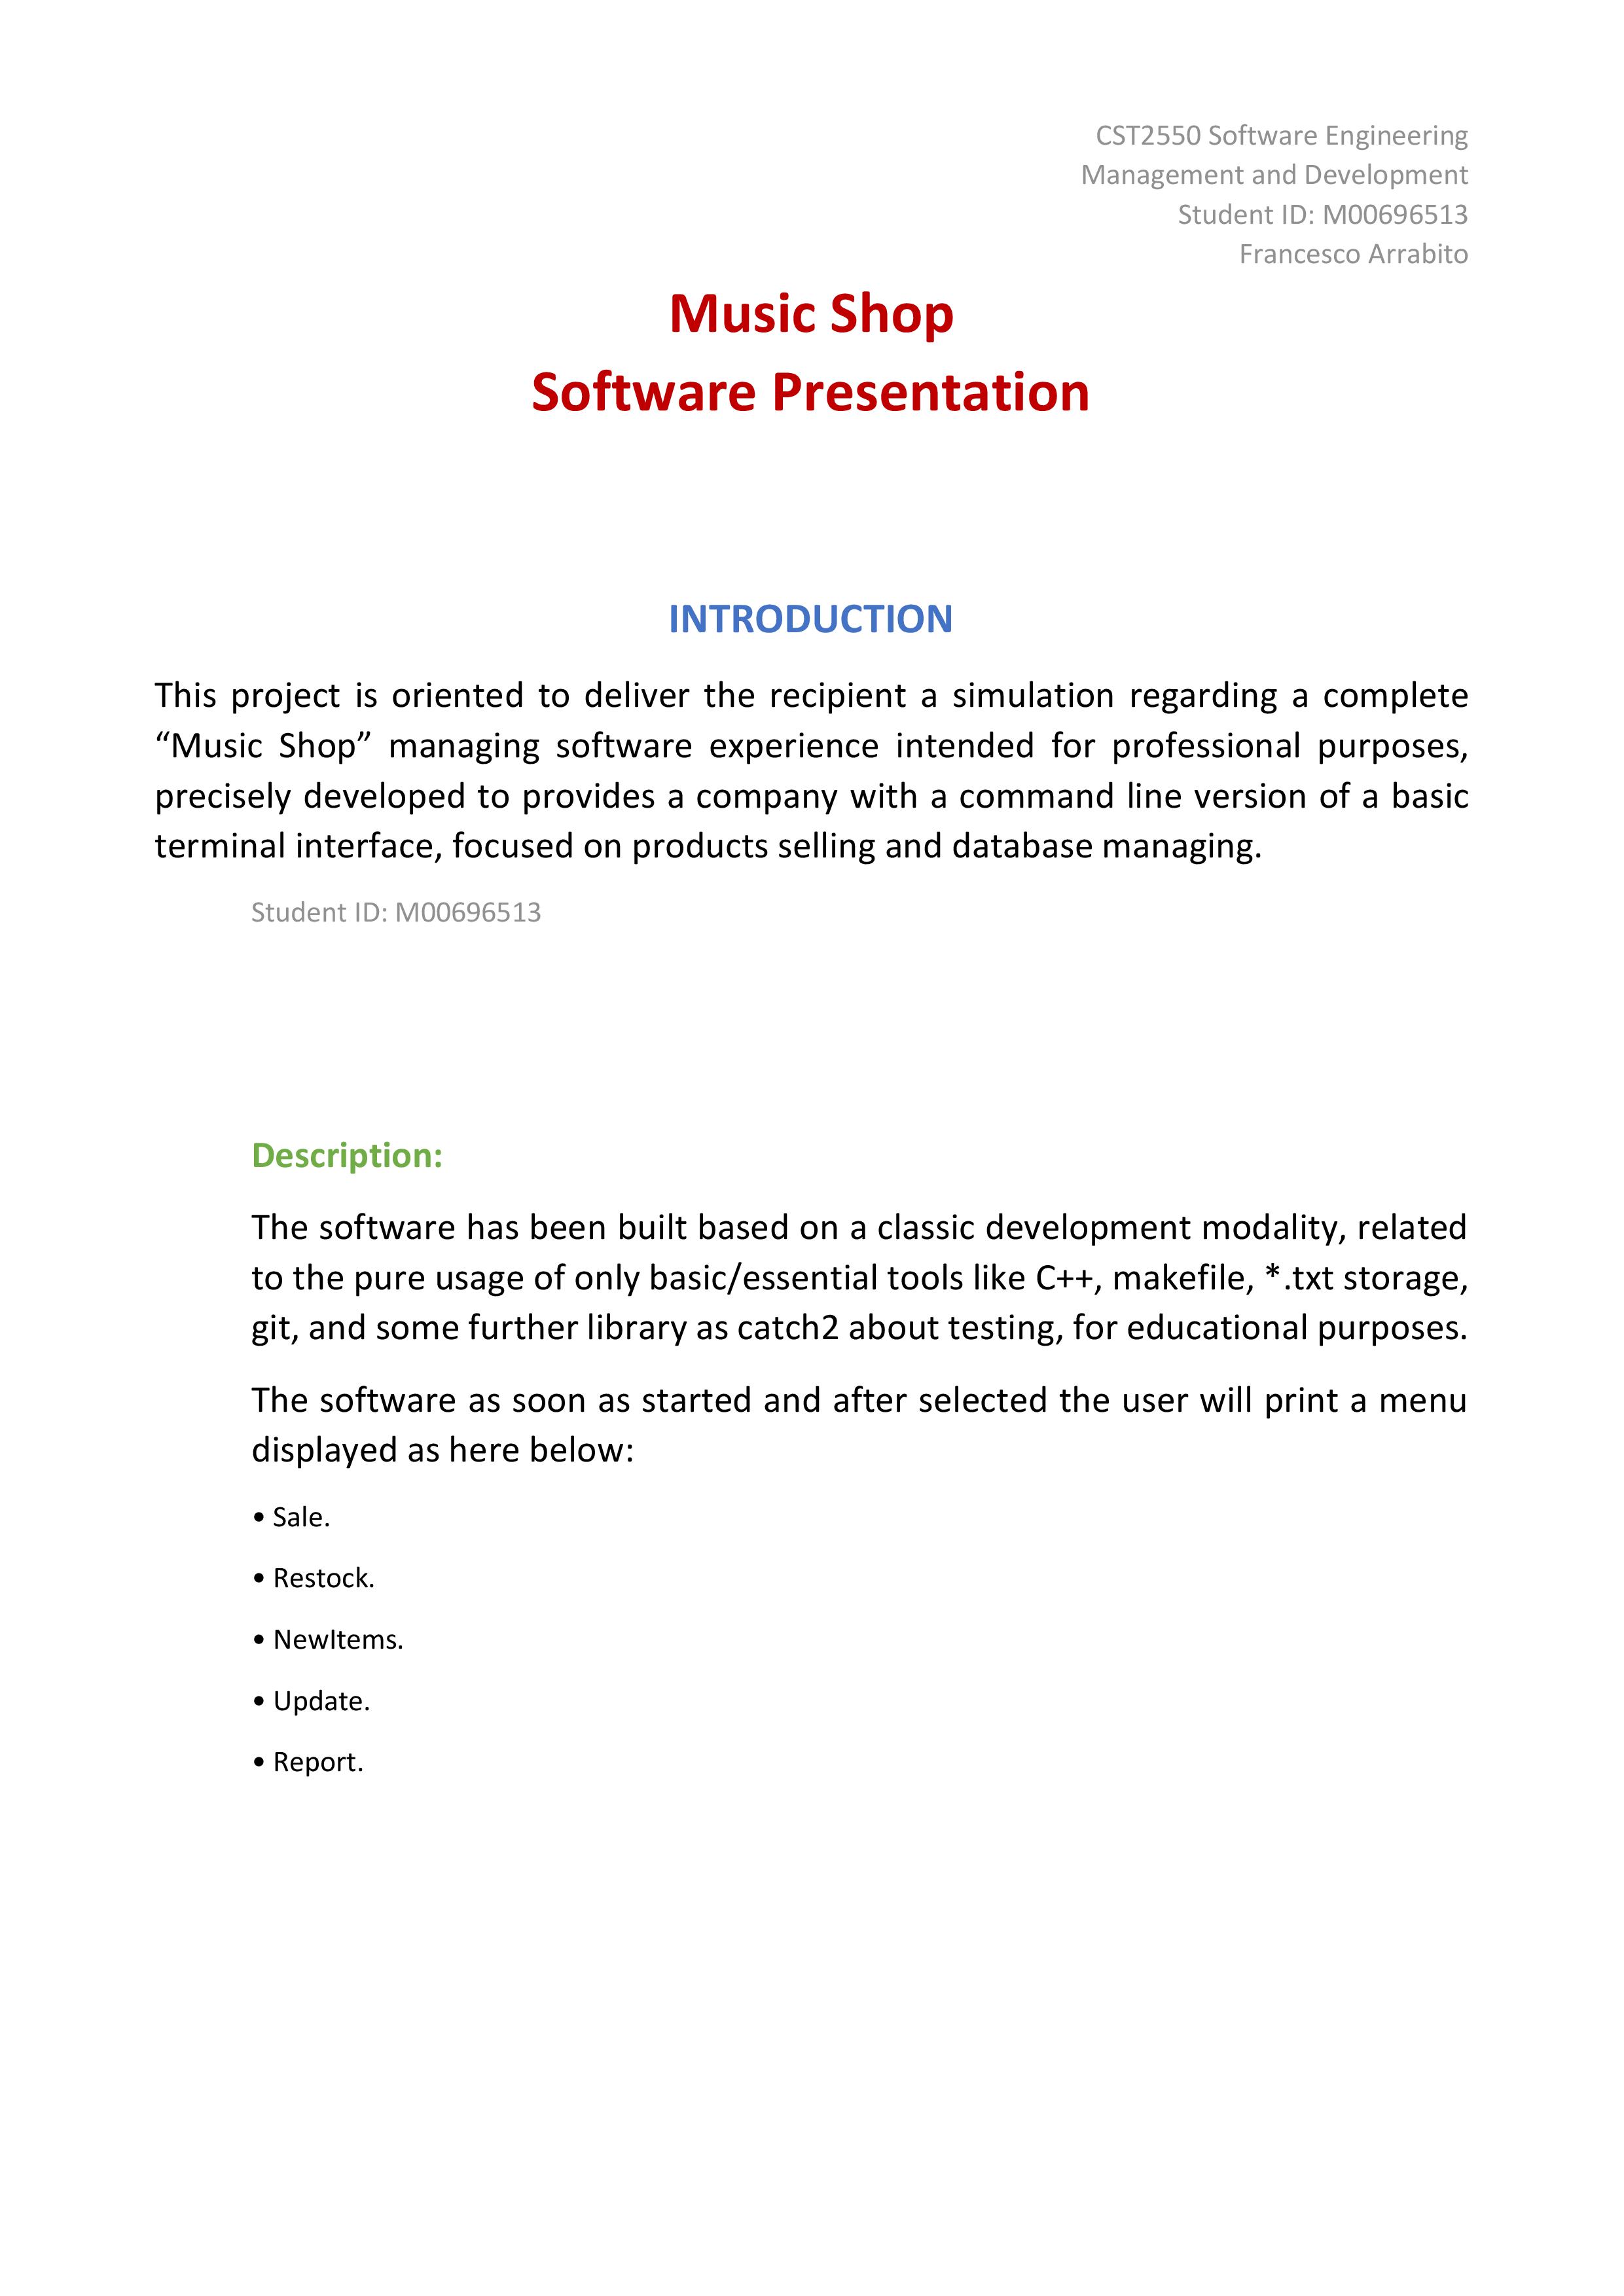 CST2550 Software Engineering
Management and Development
Student ID: M00696513
Francesco Arrabito
Music Shop
Software Presentation
INTRODUCTION
This project is oriented to deliver the recipient a simulation regarding a complete
“Music Shop” managing software experience intended for professional purposes,
precisely developed to provides a company with a command line version of a basic
terminal interface, focused on products selling and database managing.
Student ID: M00696513
Description:
The software has been built based on a classic development modality, related
to the pure usage of only basic/essential tools like C++, makefile, *.txt storage,
git, and some further library as catch2 about testing, for educational purposes.
The software as soon as started and after selected the user will print a menu
displayed as here below:
• Sale.
• Restock.
• NewItems.
• Update.
• Report.